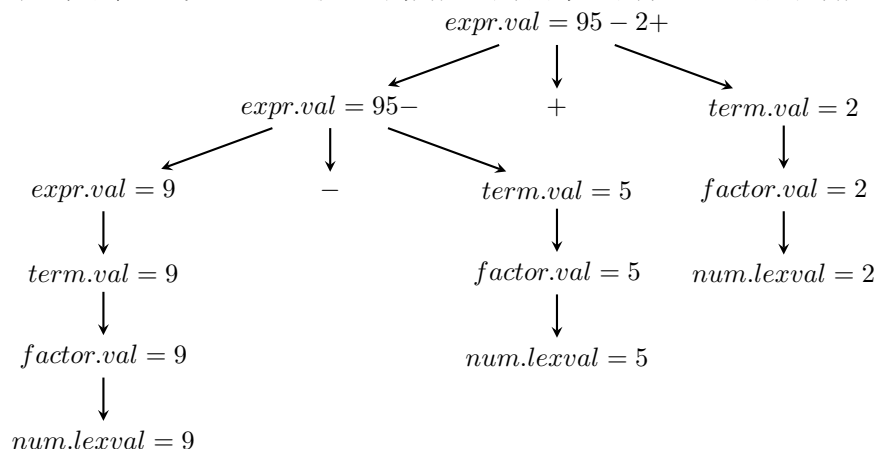 expr.val = 95 − 2+
expr.val = 95−
+
term.val = 2
expr.val = 9
−
term.val = 5
factor.val = 2
term.val = 9
factor.val = 5
num.lexval = 2
factor.val = 9
num.lexval = 5
num.lexval = 9